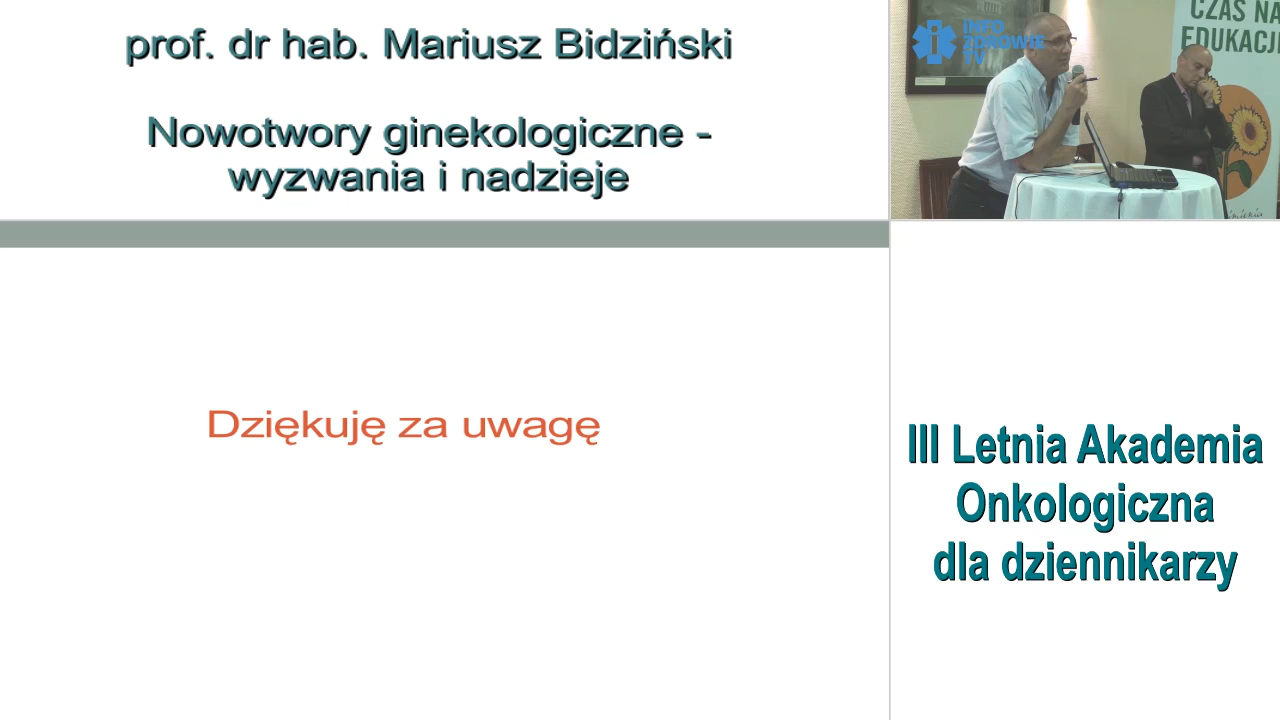 prof. dr hab. Mariusz Bidziński
Nowotwory ginekologiczne -
wyzwania i nadzieje
INFO
ZDROWIE
TV
CZAS NA
EDUKACJĘ
Dziękuję za uwagę
III Letnia Akademia
Onkologiczna
dla dziennikarzy